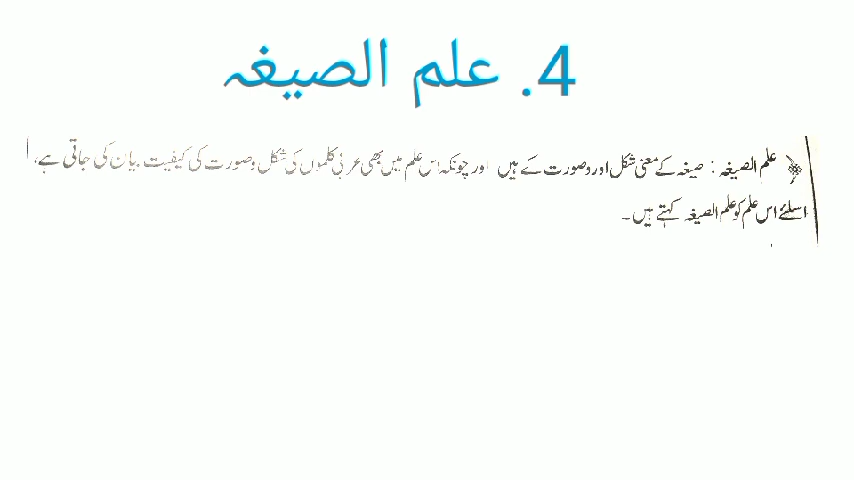 4. علم الصیغہ
علم الصیغہ : صیغہ کے معنی شکل اور وصورت کے ہیں اور چونکہ اس علم میں بھی عربی کلموں کی شکل وصورت کی کیفیت بیان کی جاتی ہے،
اسلئے اس علم کو علم الصیغہ کہتے ہیں۔